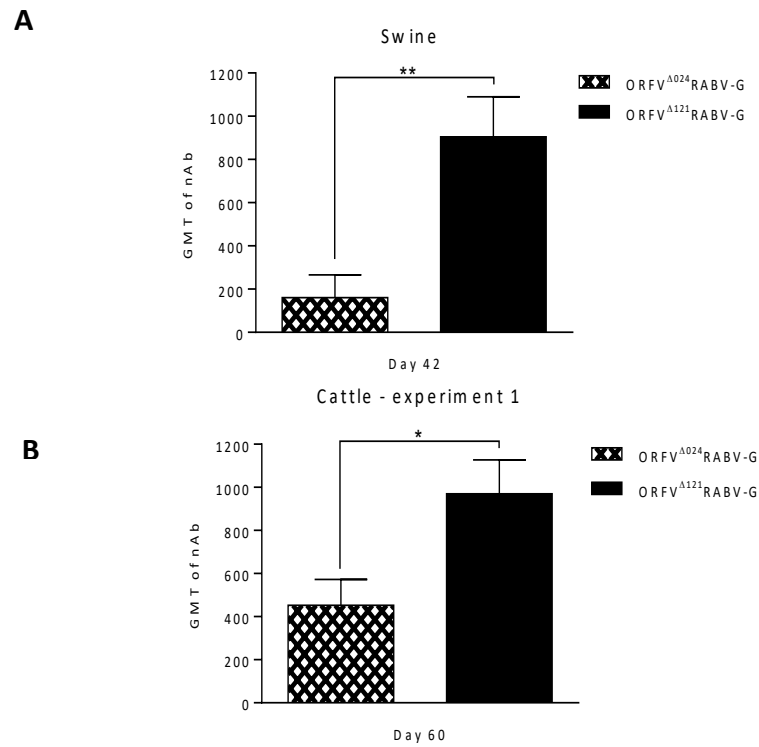 A
Swine
**
1200
1000
800
600
400
200
0
GMT of nAb
Day 42
ORFVΔ024RABV-G
ORFVΔ121RABV-G
B
Cattle - experiment 1
*
1200
1000
800
600
400
200
0
GMT of nAb
Day 60
ORFVΔ024RABV-G
ORFVΔ121RABV-G